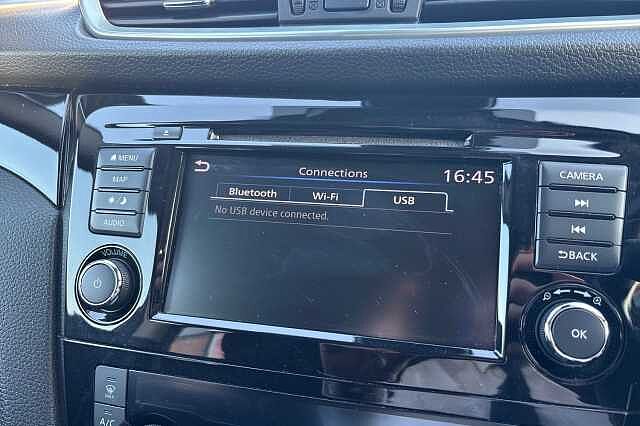 MENU
MAP
AUDIO
VOLUME
Connections
16:45
Bluetooth
Wi-Fi
USB
No USB device connected.
CAMERA
BACK
OK
A/C